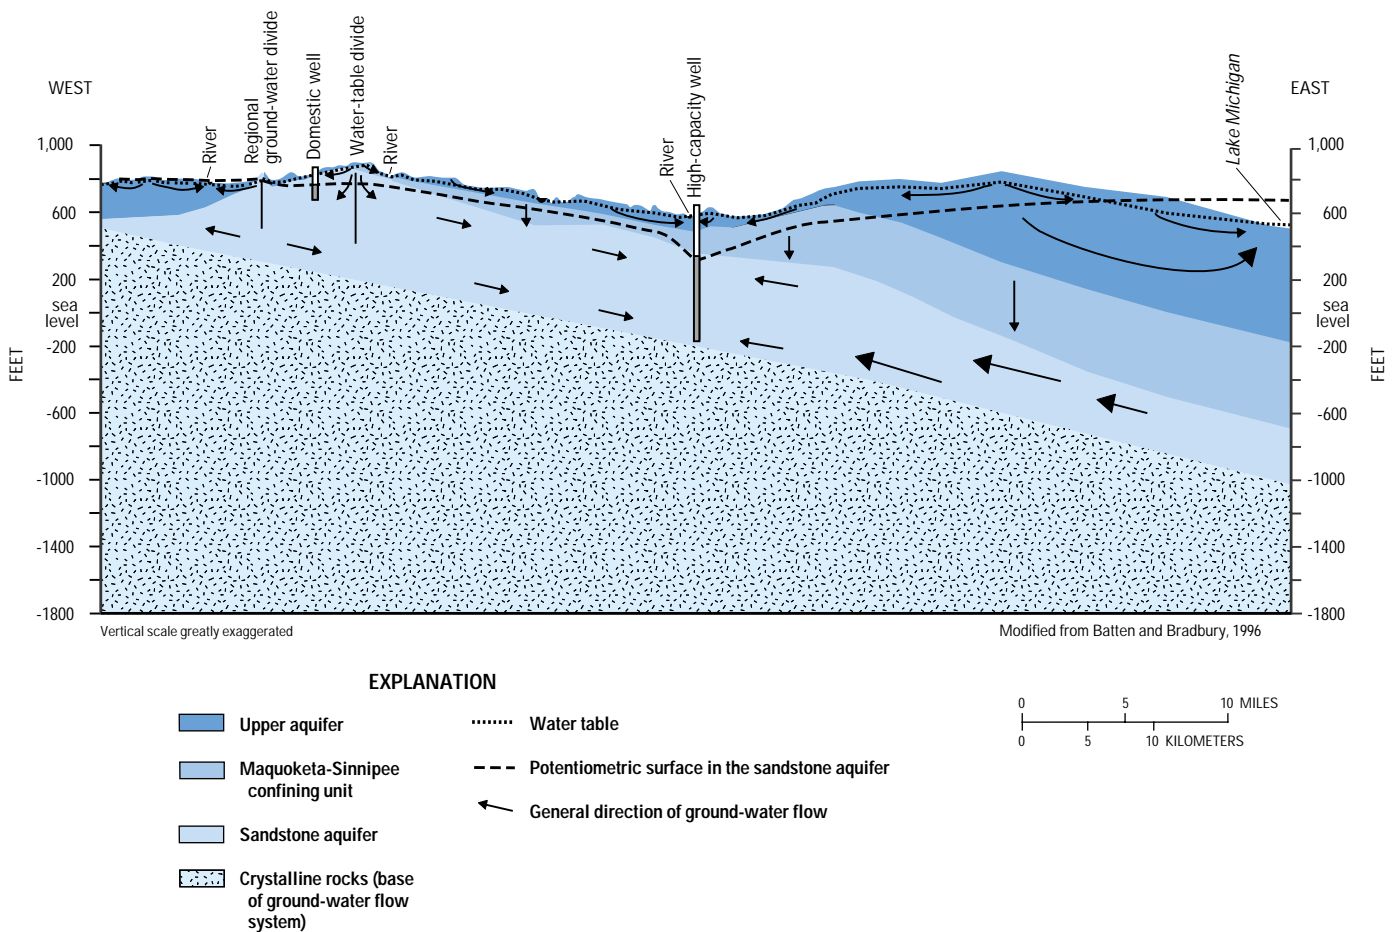 WEST
EAST
River
Regional
ground-water divide
Domestic well
Water-table divide
River
River
High-capacity well
Lake Michigan
1,000
600
200
sea
level
-200
-600
-1000
-1400
-1800
FEET
1,000
600
200
sea
level
-200
-600
-1000
-1400
-1800
FEET
Vertical scale greatly exaggerated
Modified from Batten and Bradbury, 1996
EXPLANATION
Upper aquifer
Maquoketa-Sinnipee
confining unit
Sandstone aquifer
Crystalline rocks (base
of ground-water flow
system)
Water table
Potentiometric surface in the sandstone aquifer
General direction of ground-water flow
0 5 10 MILES
0 5 10 KILOMETERS